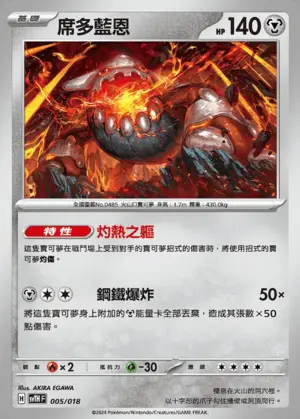 基礎
席多藍恩
HP 140
全國圖鑑No.0485 火山口寶可夢 身高：1.7m 體重：430.0kg
特性 灼熱之軀
這隻寶可夢在戰鬥場上受到對手的寶可夢招式的傷害時，將使用招式的
寶可夢灼傷。
鋼鐵爆炸 50×
將這隻寶可夢身上附加的能量卡全部丟棄，造成其張數×50
點傷害。
弱點 ×2 抵抗力 -30 撤退
illus. AKIRA EGAWA
H SV1H F 005/018
棲息在火山的洞穴裡。
以十字形的爪子勾住牆壁或天花板爬行。
©2024 Pokémon/Nintendo/Creatures/GAME FREAK.